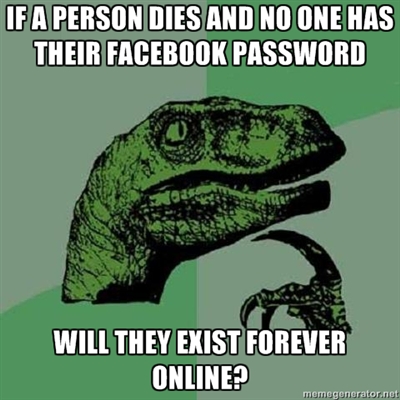 IF A PERSON DIES AND NO ONE HAS
THEIR FACEBOOK PASSWORD
WILL THEY EXIST FOREVER
ONLINE?
memegenerator.net